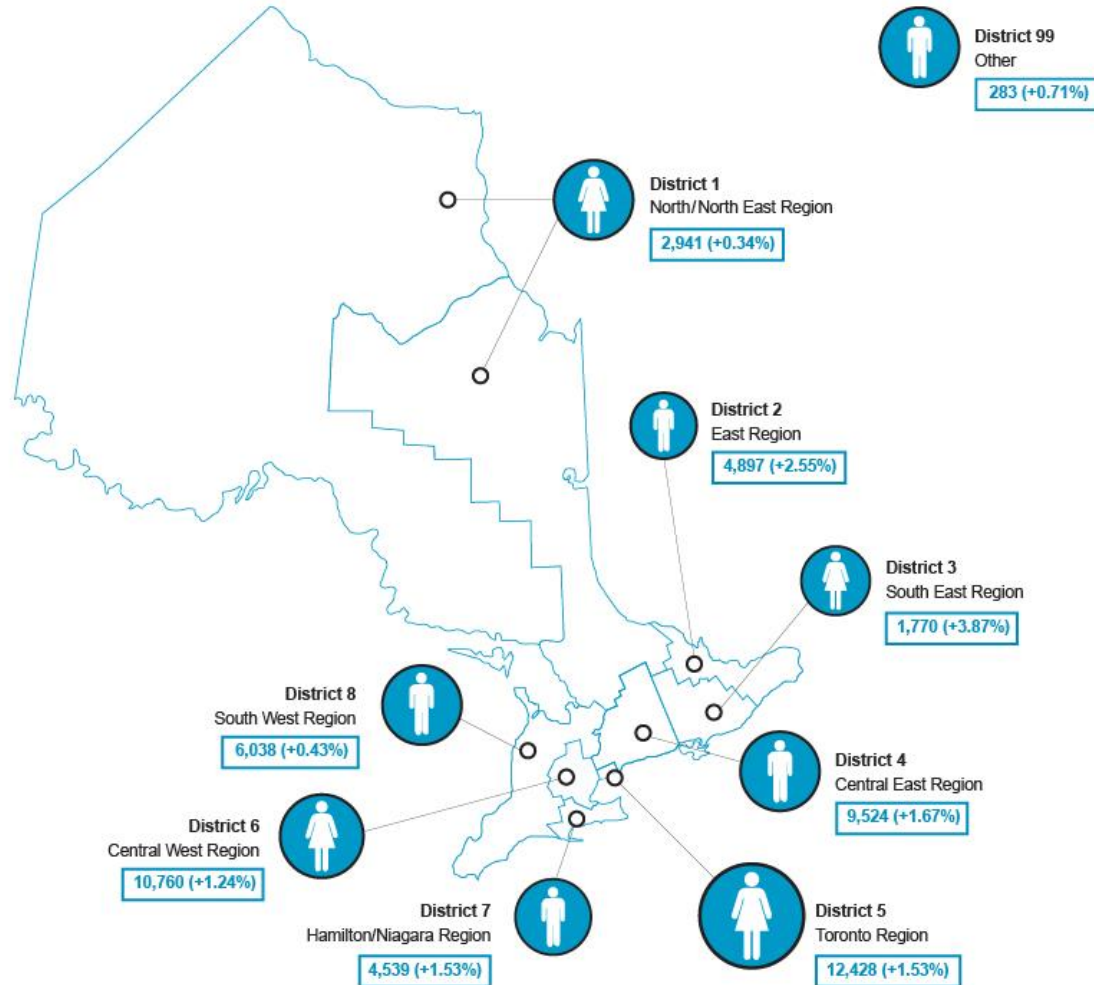 District 99
Other
283 (+0.71%)
District 1
North/North East Region
2,941 (+0.34%)
District 2
East Region
4,897 (+2.55%)
District 3
South East Region
1,770 (+3.87%)
District 8
South West Region
6,038 (+0.43%)
District 4
Central East Region
9,524 (+1.67%)
District 6
Central West Region
10,760 (+1.24%)
District 7
Hamilton/Niagara Region
4,539 (+1.53%)
District 5
Toronto Region
12,428 (+1.53%)